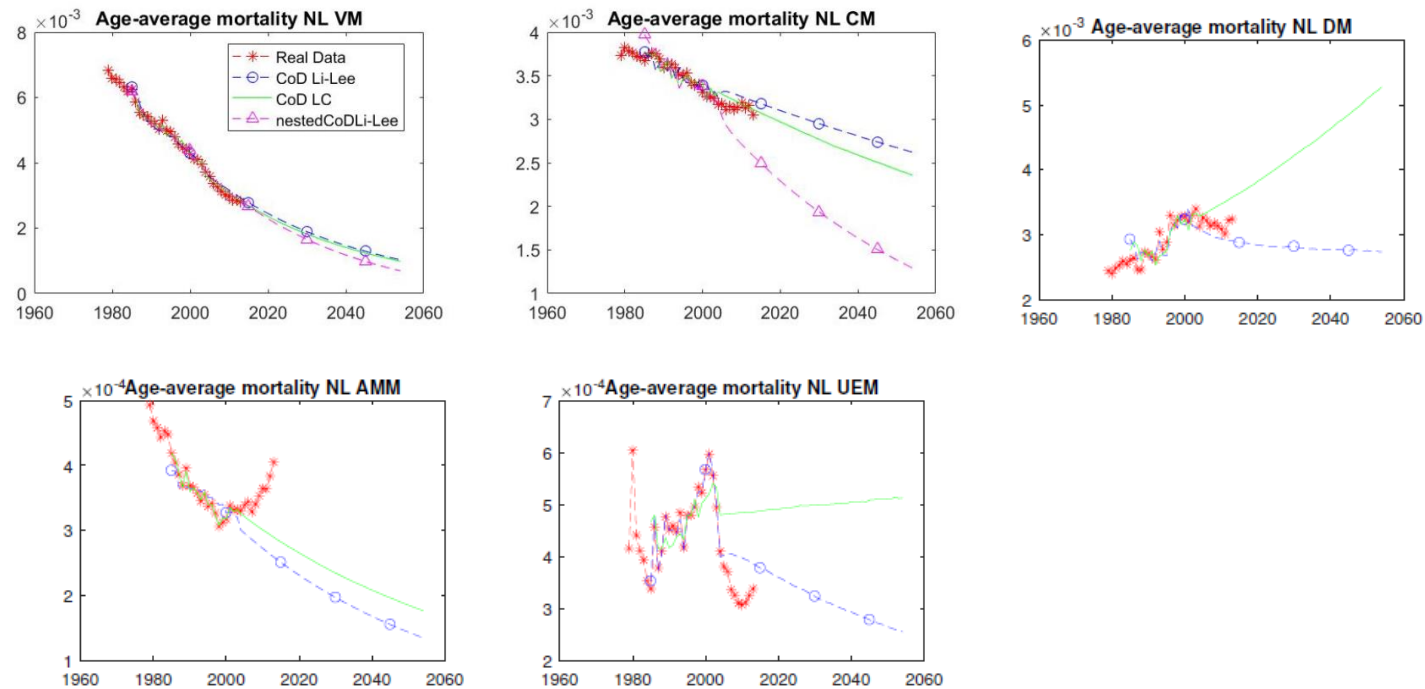 ×10⁻³ Age-average mortality NL VM
8
6
4
2
0
1960 1980 2000 2020 2040 2060
Real Data
CoD Li-Lee
CoD LC
nestedCoDLi-Lee
×10⁻³ Age-average mortality NL CM
4
3.5
3
2.5
2
1.5
1
1960 1980 2000 2020 2040 2060
×10⁻³ Age-average mortality NL DM
6
5
4
3
2
1960 1980 2000 2020 2040 2060
×10⁻⁴ Age-average mortality NL AMM
5
4
3
2
1
1960 1980 2000 2020 2040 2060
×10⁻⁴ Age-average mortality NL UEM
7
6
5
4
3
2
1960 1980 2000 2020 2040 2060